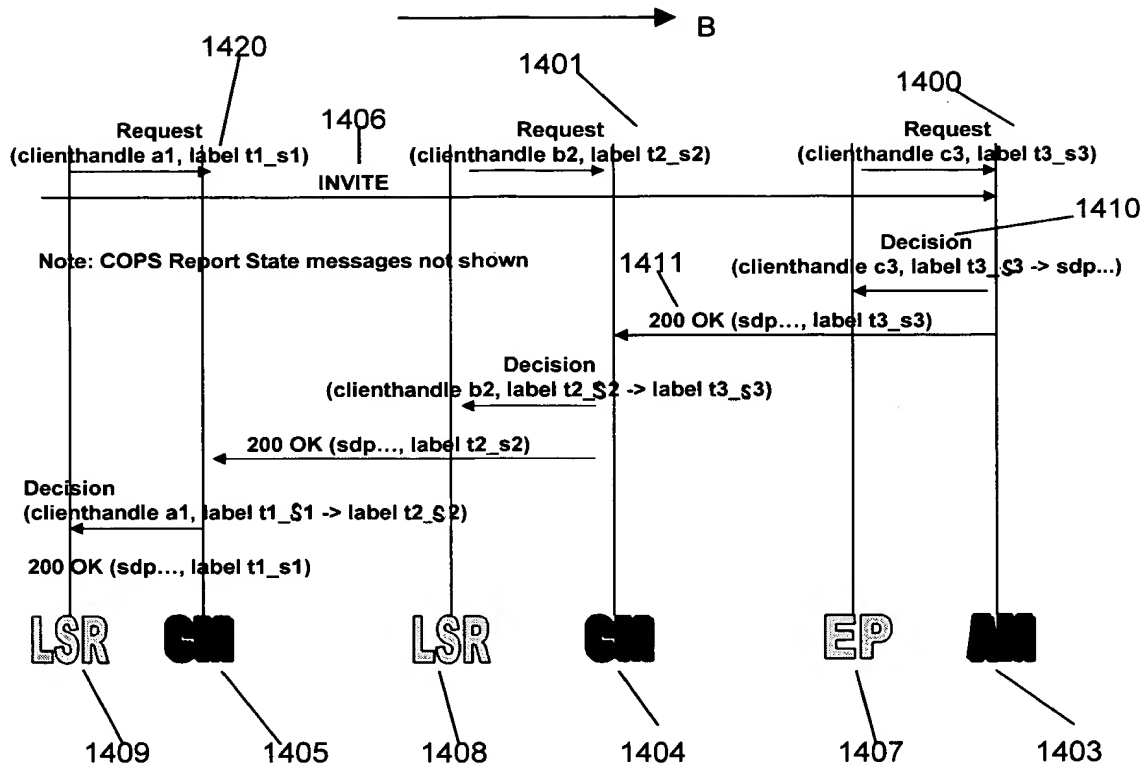 B
1420
1401
1400
1406
Request
(clienthandle a1, label t1_s1)
Request
(clienthandle b2, label t2_s2)
Request
(clienthandle c3, label t3_s3)
INVITE
1410
Decision
(clienthandle c3, label t3_s3 -> sdp...)
Note: COPS Report State messages not shown
1411
200 OK (sdp..., label t3_s3)
Decision
(clienthandle b2, label t2_s2 -> label t3_s3)
200 OK (sdp..., label t2_s2)
Decision
(clienthandle a1, label t1_s1 -> label t2_s2)
200 OK (sdp..., label t1_s1)
LSR CM LSR CM EP AM
1409 1405 1408 1404 1407 1403